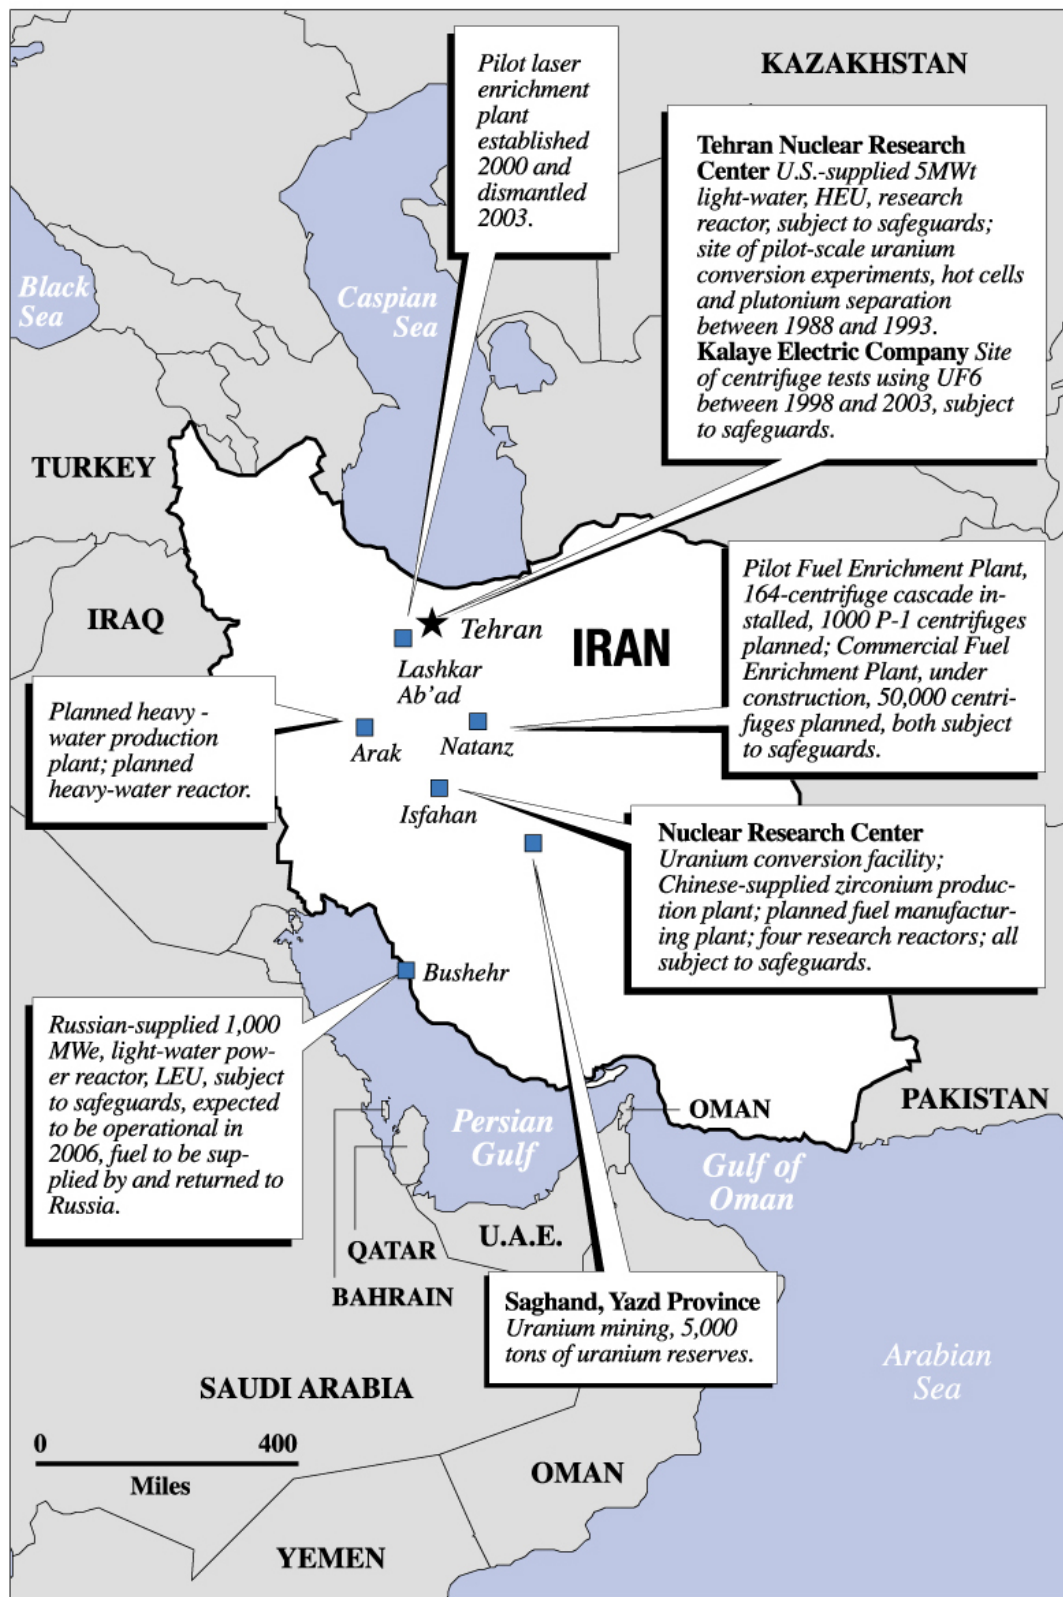 KAZAKHSTAN
Pilot laser
enrichment
plant
established
2000 and
dismantled
2003.
Tehran Nuclear Research
Center U.S.-supplied 5MWt
light-water, HEU, research
reactor, subject to safeguards;
site of pilot-scale uranium
conversion experiments, hot cells
and plutonium separation
between 1988 and 1993.
Kalaye Electric Company Site
of centrifuge tests using UF6
between 1998 and 2003, subject
to safeguards.
Black
Sea
Caspian
Sea
TURKEY
IRAQ
Tehran
IRAN
Lashkar
Ab'ad
Pilot Fuel Enrichment Plant,
164-centrifuge cascade in-
stalled, 1000 P-1 centrifuges
planned; Commercial Fuel
Enrichment Plant, under
construction, 50,000 centri-
fuges planned, both subject
to safeguards.
Planned heavy -
water production
plant; planned
heavy-water reactor.
Arak
Natanz
Isfahan
Nuclear Research Center
Uranium conversion facility;
Chinese-supplied zirconium produc-
tion plant; planned fuel manufactur-
ing plant; four research reactors; all
subject to safeguards.
Bushehr
Russian-supplied 1,000
MWe, light-water pow-
er reactor, LEU, subject
to safeguards, expected
to be operational in
2006, fuel to be sup-
plied by and returned to
Russia.
Persian
Gulf
OMAN
PAKISTAN
Gulf of
Oman
U.A.E.
QATAR
BAHRAIN
Saghand, Yazd Province
Uranium mining, 5,000
tons of uranium reserves.
Arabian
Sea
SAUDI ARABIA
0 400
Miles
OMAN
YEMEN